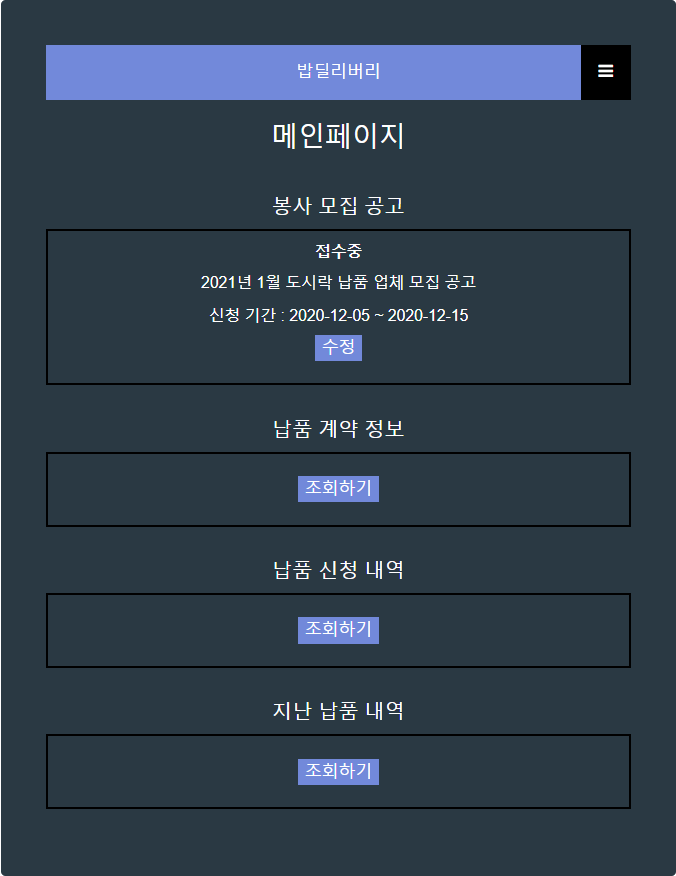 밥딜리버리
메인페이지
봉사 모집 공고
접수중
2021년 1월 도시락 납품 업체 모집 공고
신청 기간 : 2020-12-05 ~ 2020-12-15
수정
납품 계약 정보
조회하기
납품 신청 내역
조회하기
지난 납품 내역
조회하기